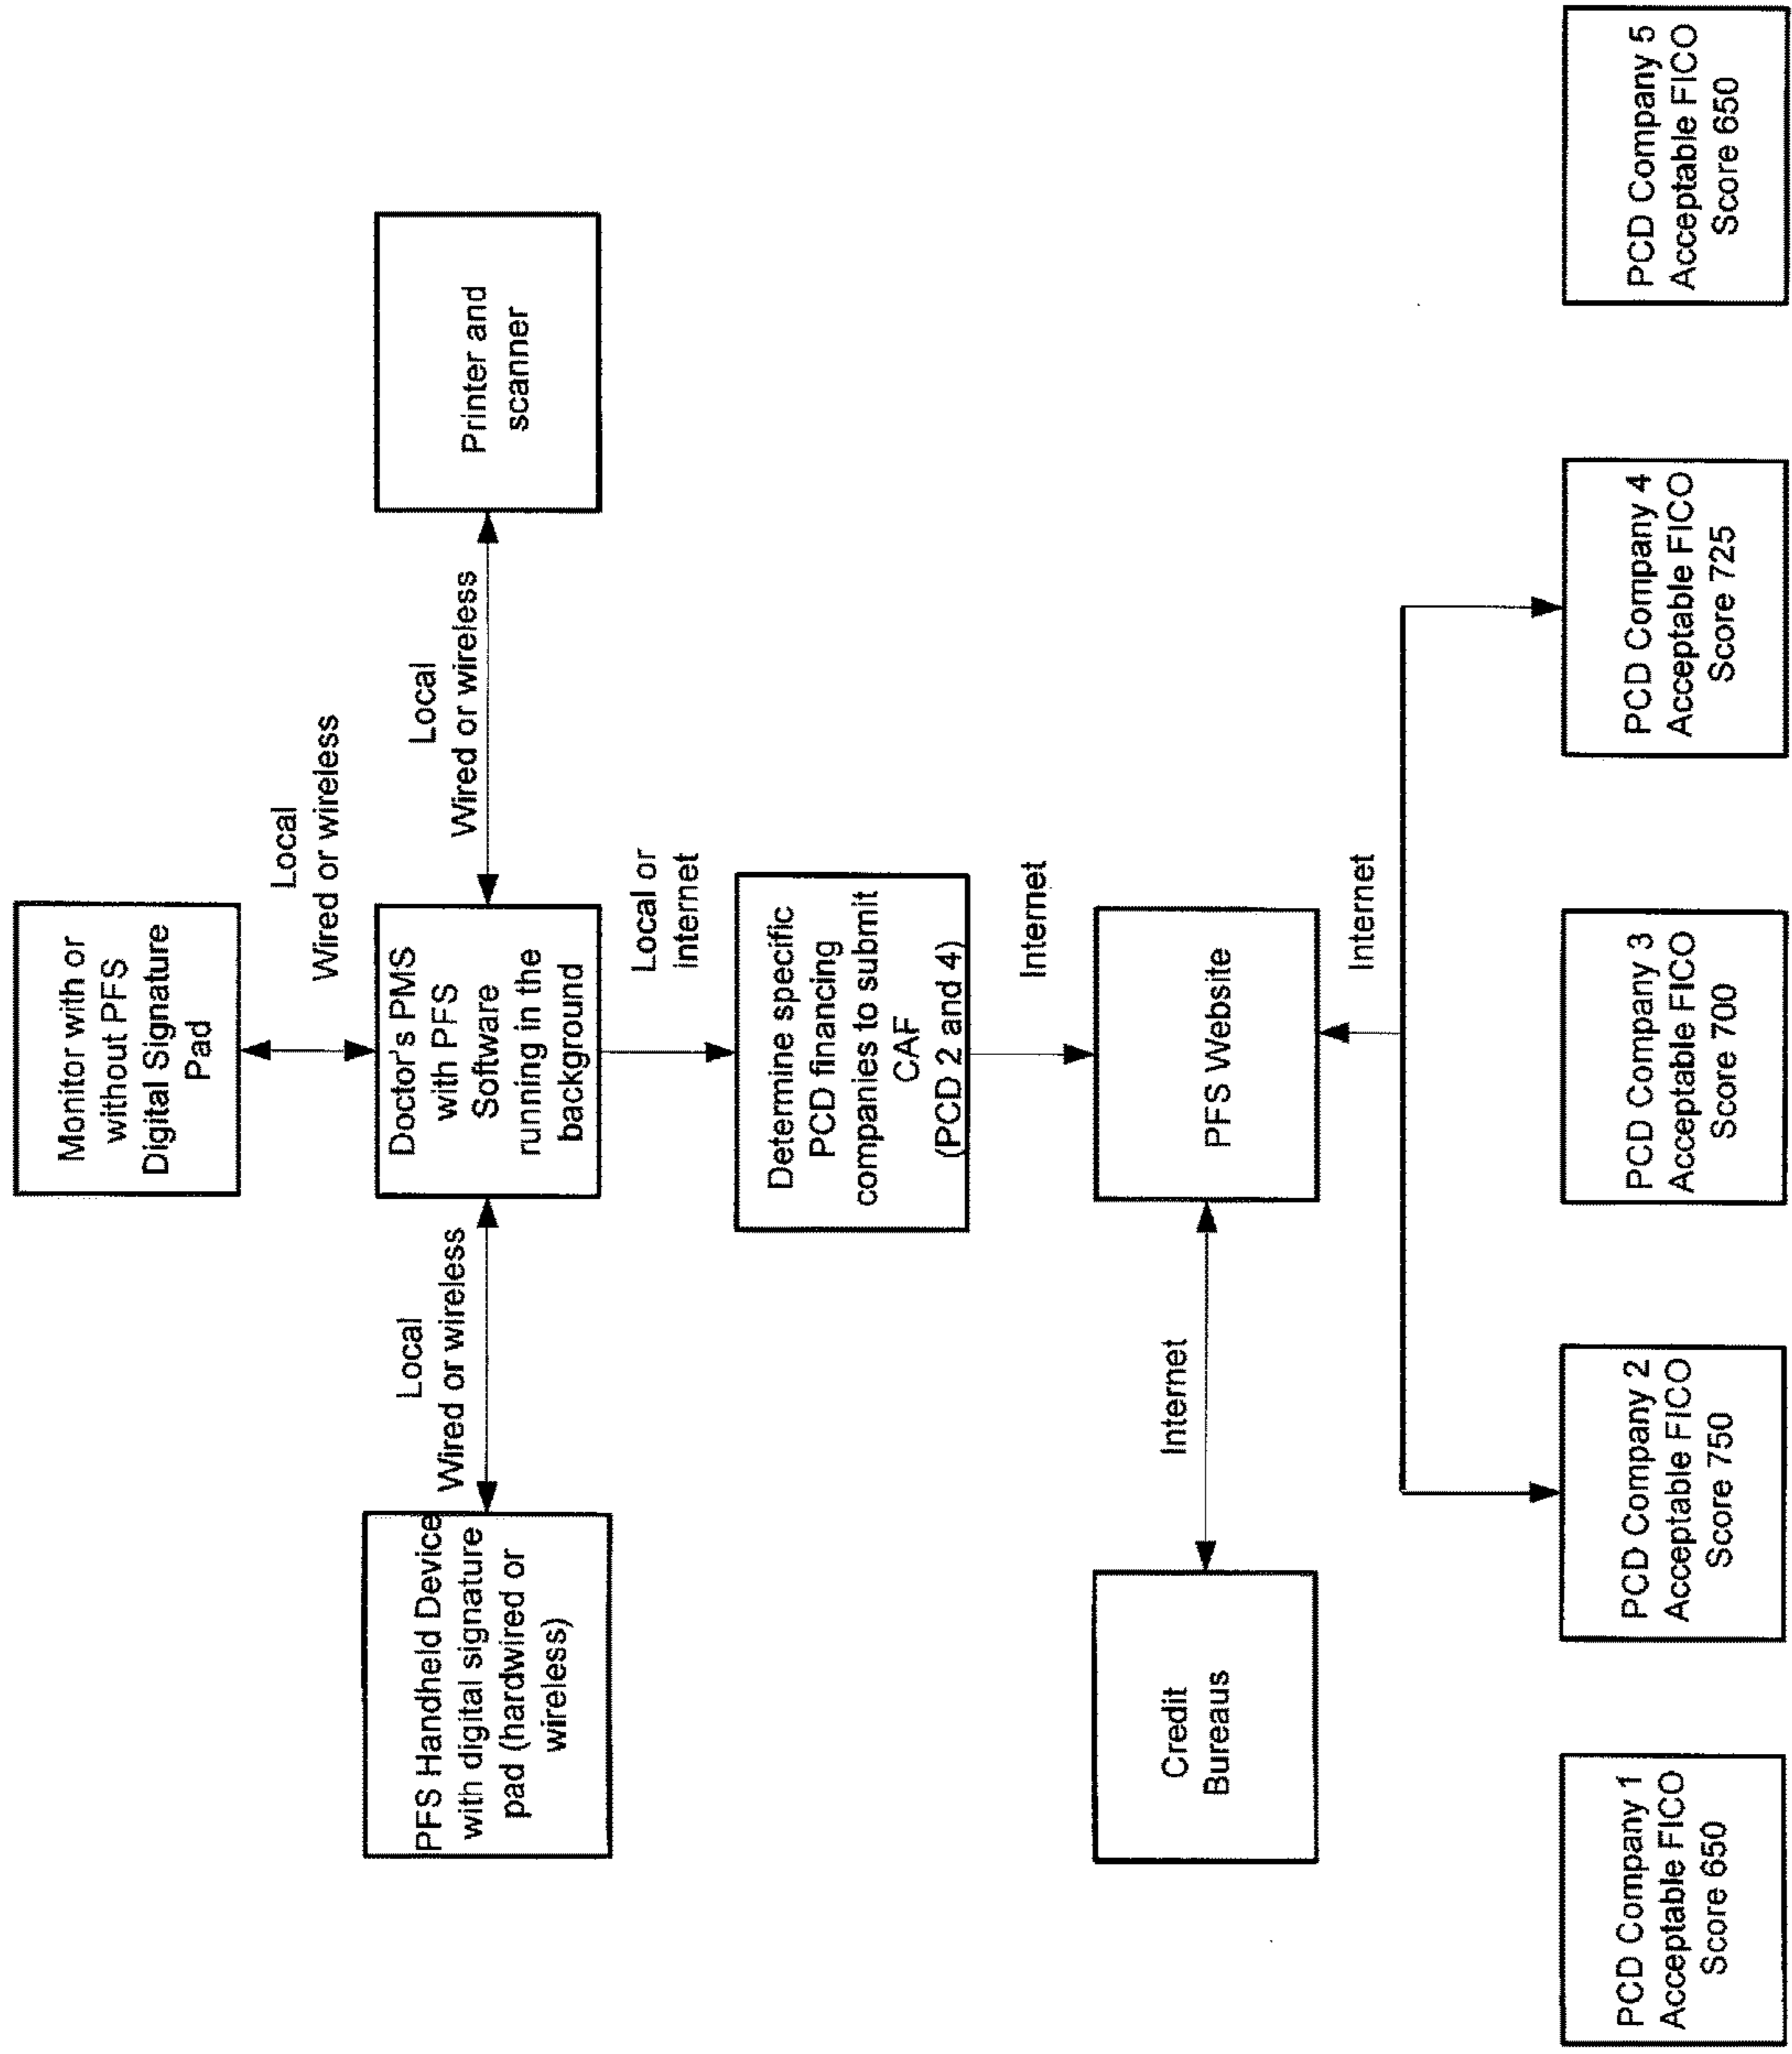 Monitor with or
without PFS
Digital Signature
Pad
Local
Wired or wireless
PFS Handheld Device
with digital signature
pad (hardwired or
wireless)
Local
Wired or wireless
Doctor's PMS
with PFS
Software
running in the
background
Local
Wired or wireless
Printer and
scanner
Local or
internet
Determine specific
PCD financing
companies to submit
CAF
(PCD 2 and 4)
Internet
Credit
Bureaus
Internet
PFS Website
Internet
PCD Company 1
Acceptable FICO
Score 650
PCD Company 2
Acceptable FICO
Score 750
PCD Company 3
Acceptable FICO
Score 700
PCD Company 4
Acceptable FICO
Score 725
PCD Company 5
Acceptable FICO
Score 650